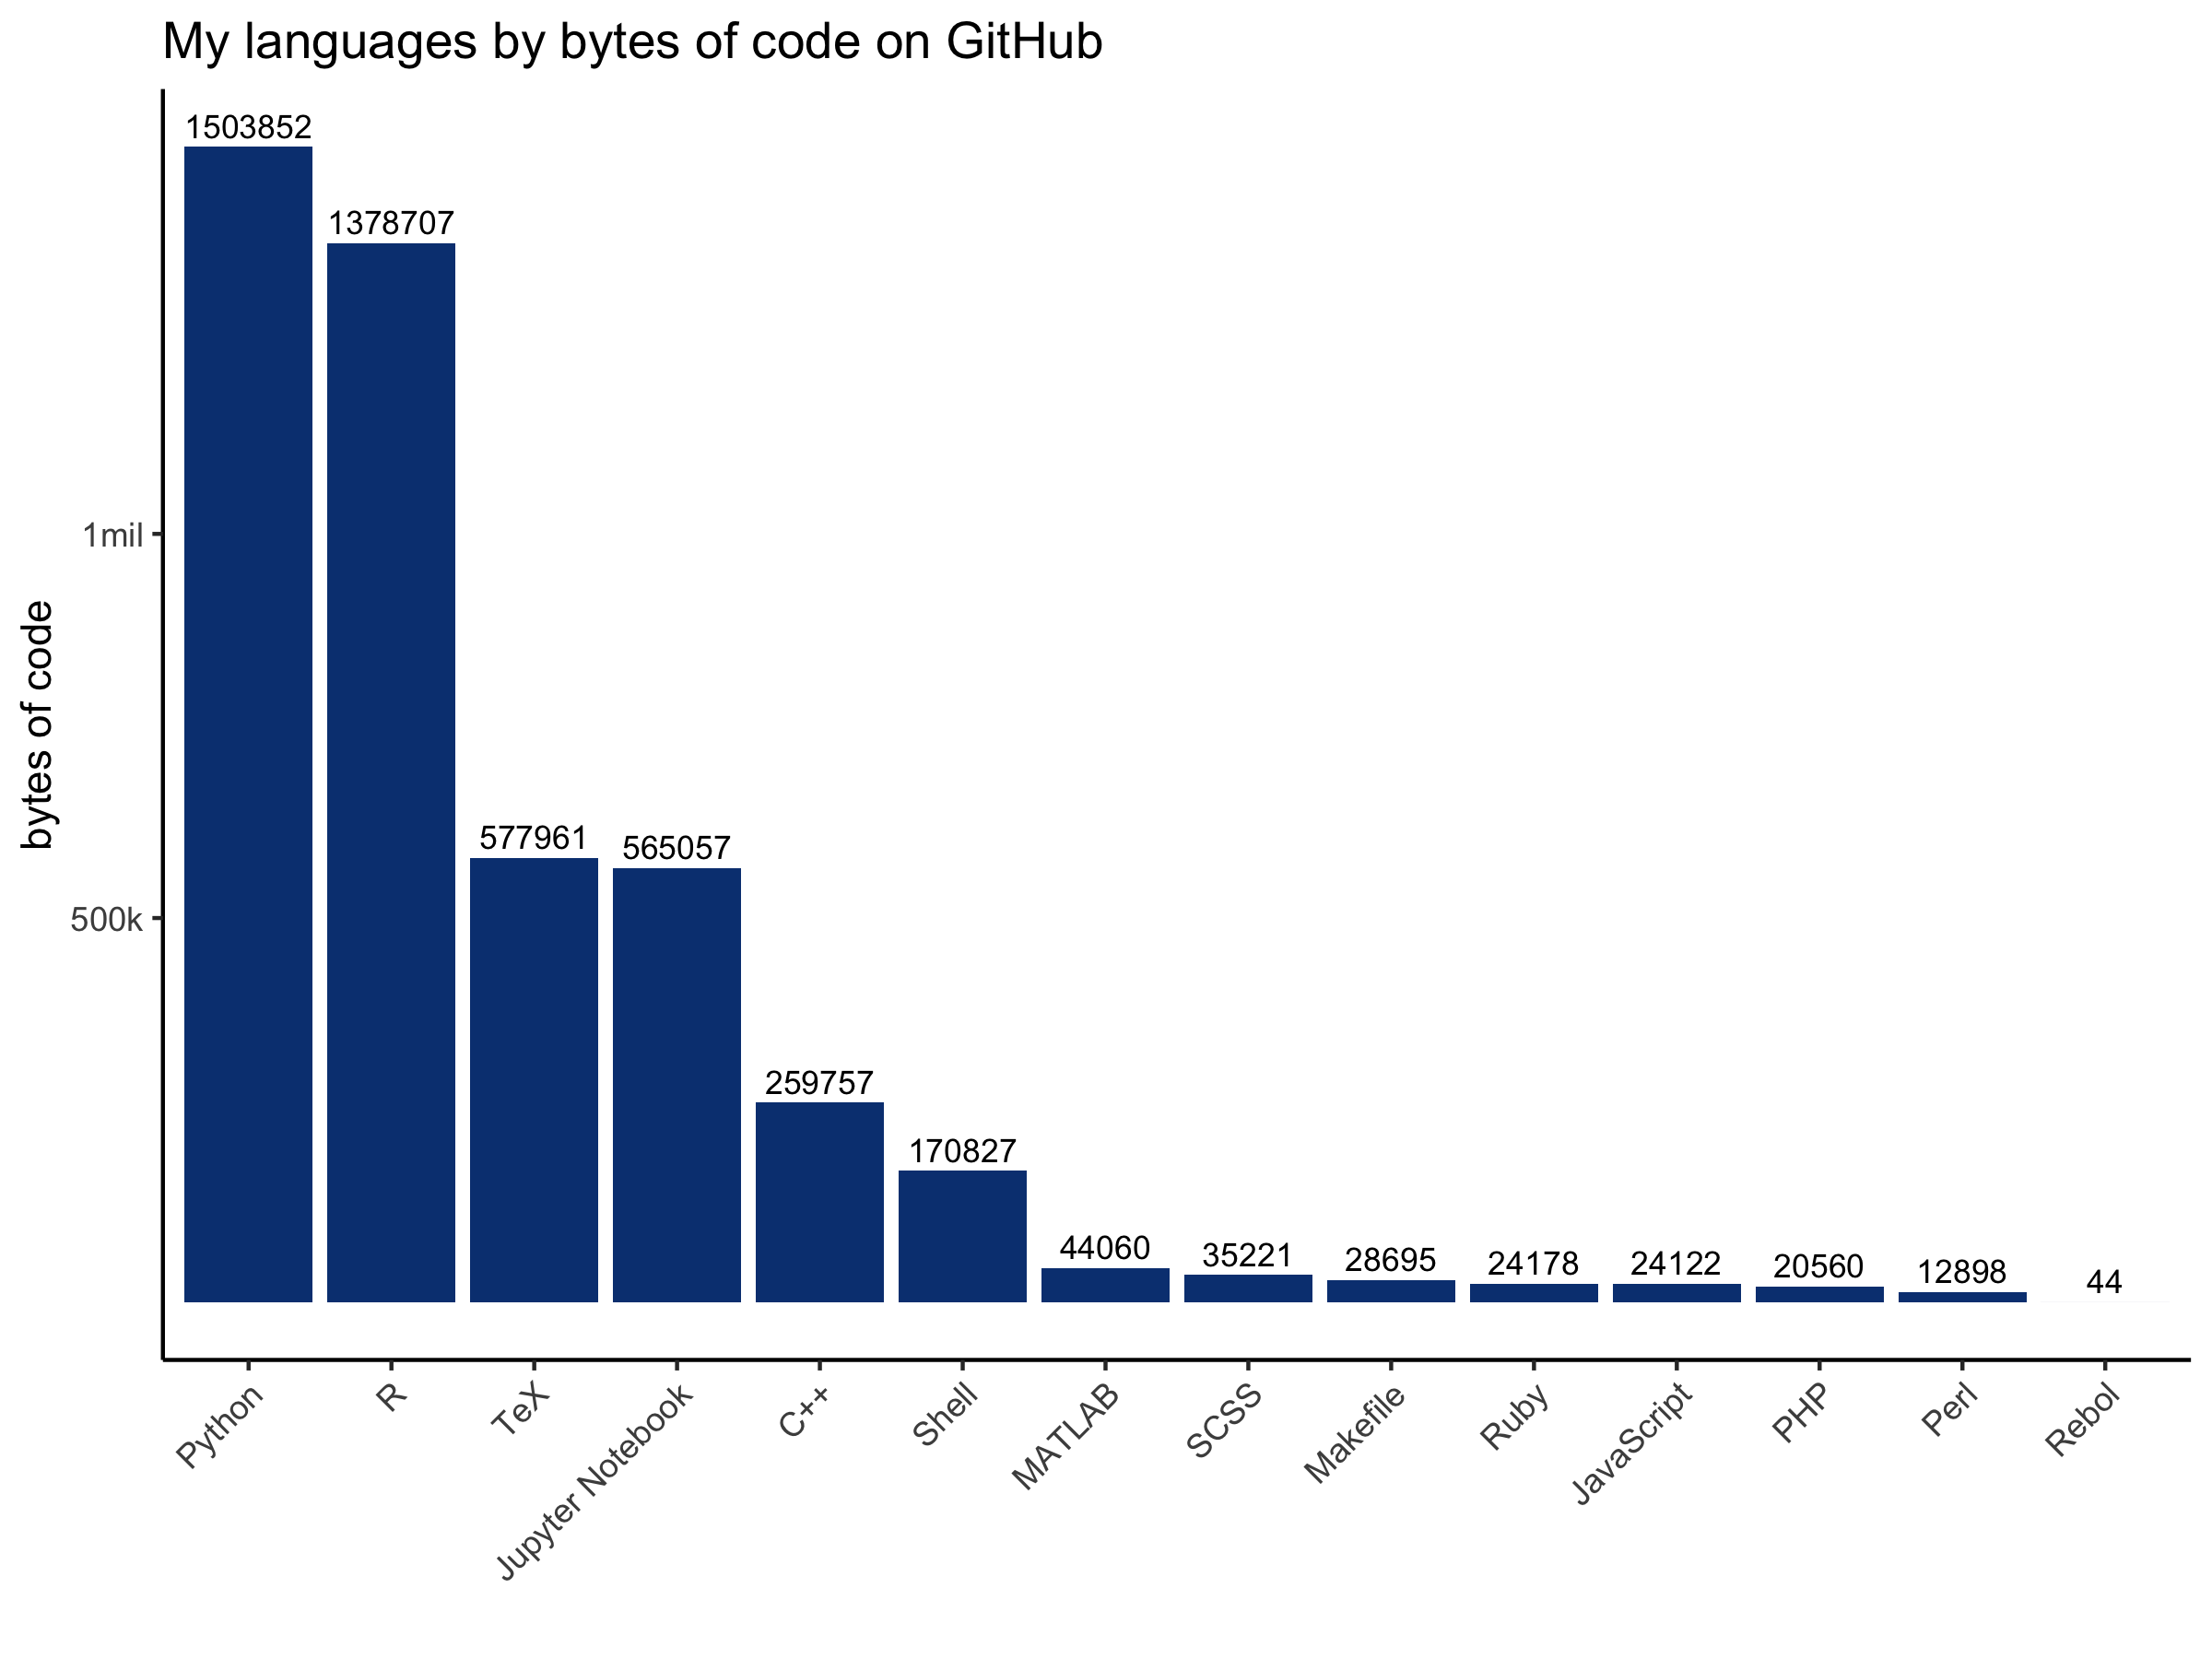 My languages by bytes of code on GitHub
bytes of code
1mil
500k
1503852
1378707
577961
565057
259757
170827
44060
35221
28695
24178
24122
20560
12898
44
Python
R
TeX
Jupyter Notebook
C++
Shell
MATLAB
SCSS
Makefile
Ruby
JavaScript
PHP
Perl
Rebol